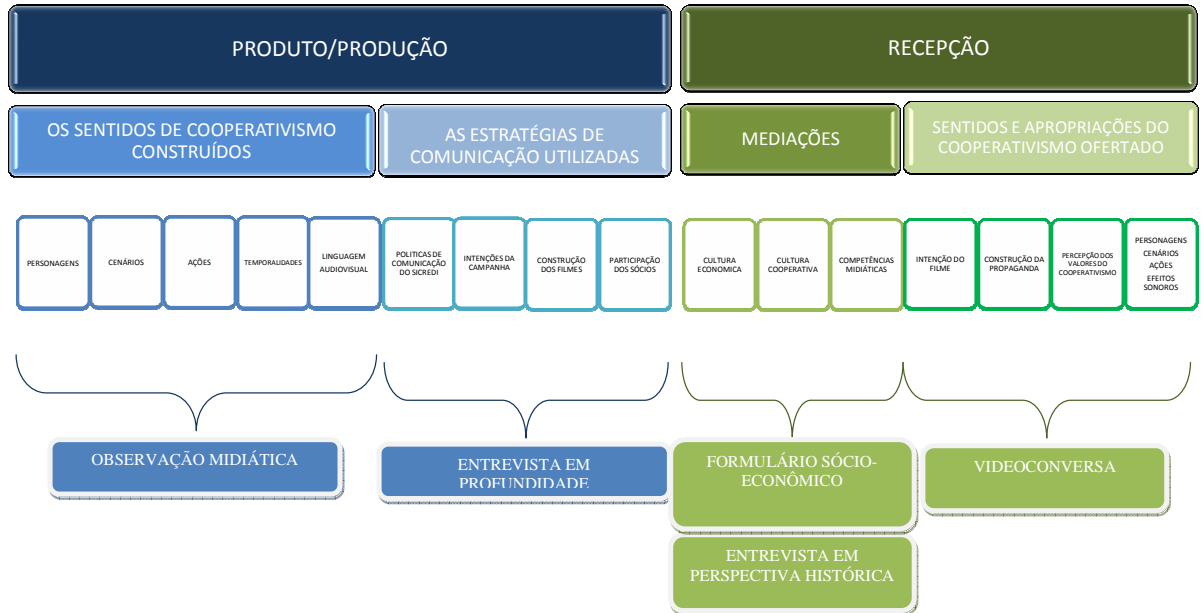 PRODUTO/PRODUÇÃO
RECEPÇÃO
OS SENTIDOS DE COOPERATIVISMO
CONSTRUÍDOS
AS ESTRATÉGIAS DE
COMUNICAÇÃO UTILIZADAS
MEDIAÇÕES
SENTIDOS E APROPRIAÇÕES DO
COOPERATIVISMO OFERTADO
PERSONAGENS
CENÁRIOS
AÇÕES
TEMPORALIDADES
LINGUAGEM
AUDIOVISUAL
POLITICAS DE
COMUNICAÇÃO
DO SICREDI
INTENÇÕES DA
CAMPANHA
CONSTRUÇÃO
DOS FILMES
PARTICIPAÇÃO
DOS SÓCIOS
CULTURA
ECONOMICA
CULTURA
COOPERATIVA
COMPETÊNCIAS
MIDIÁTICAS
INTENÇÃO DO
FILME
CONSTRUÇÃO DA
PROPAGANDA
PERCEPÇÃO DOS
VALORES DO
COOPERATIVISMO
PERSONAGENS
CENÁRIOS
AÇÕES
EFEITOS
SONOROS
OBSERVAÇÃO MIDIÁTICA
ENTREVISTA EM
PROFUNDIDADE
FORMULÁRIO SÓCIO-
ECONÔMICO
VIDEOCONVERSA
ENTREVISTA EM
PERSPECTIVA HISTÓRICA